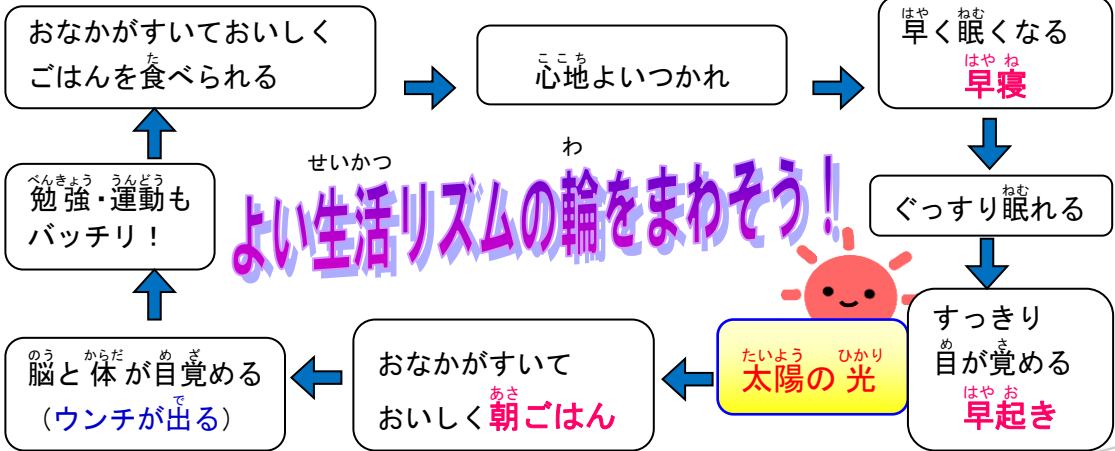 おなかがすいておいしく
ごはんを食べられる
心地よいつかれ
早く眠くなる
早寝
ぐっすり眠れる
すっきり
目が覚める
早起き
太陽の光
おなかがすいて
おいしく朝ごはん
脳と体が目覚める
（ウンチが出る）
勉強・運動も
バッチリ！
よい生活リズムの輪をまわそう！